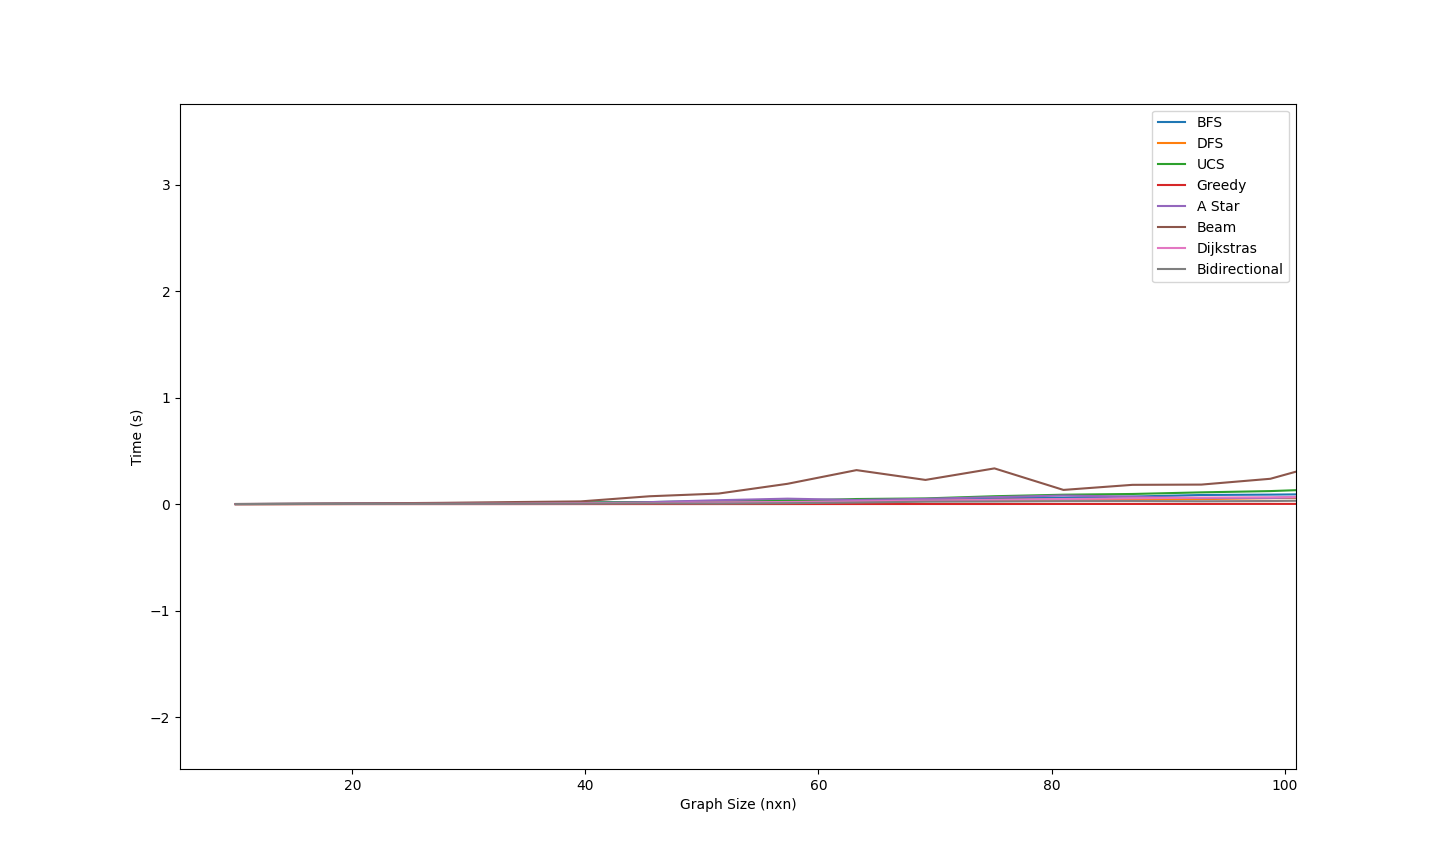 BFS
DFS
UCS
Greedy
A Star
Beam
Dijkstras
Bidirectional
3
2
1
0
−1
−2
Time (s)
20 40 60 80 100
Graph Size (nxn)